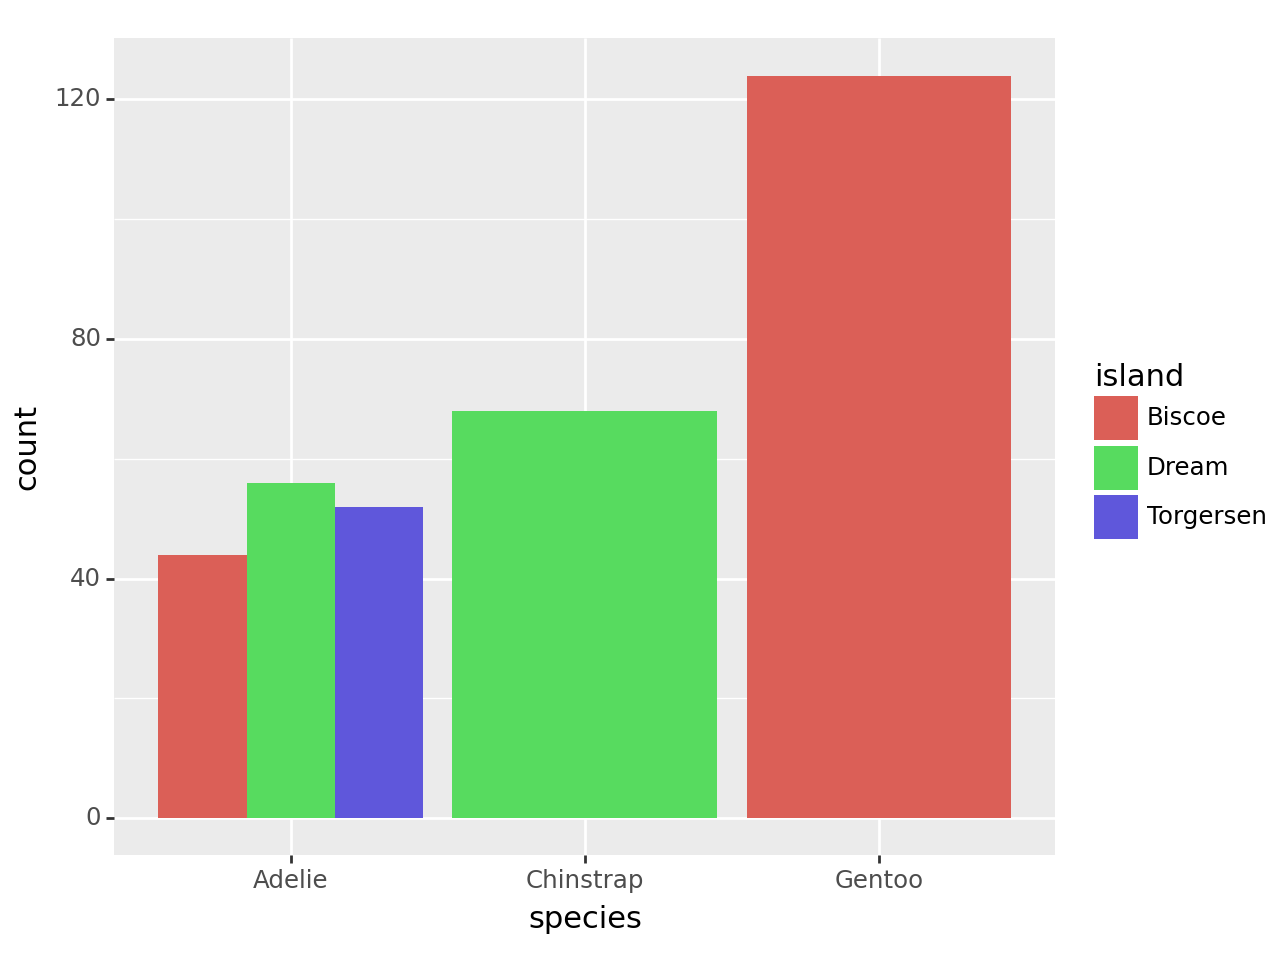 120
80
40
0
count
Adelie
Chinstrap
Gentoo
species
island
Biscoe
Dream
Torgersen